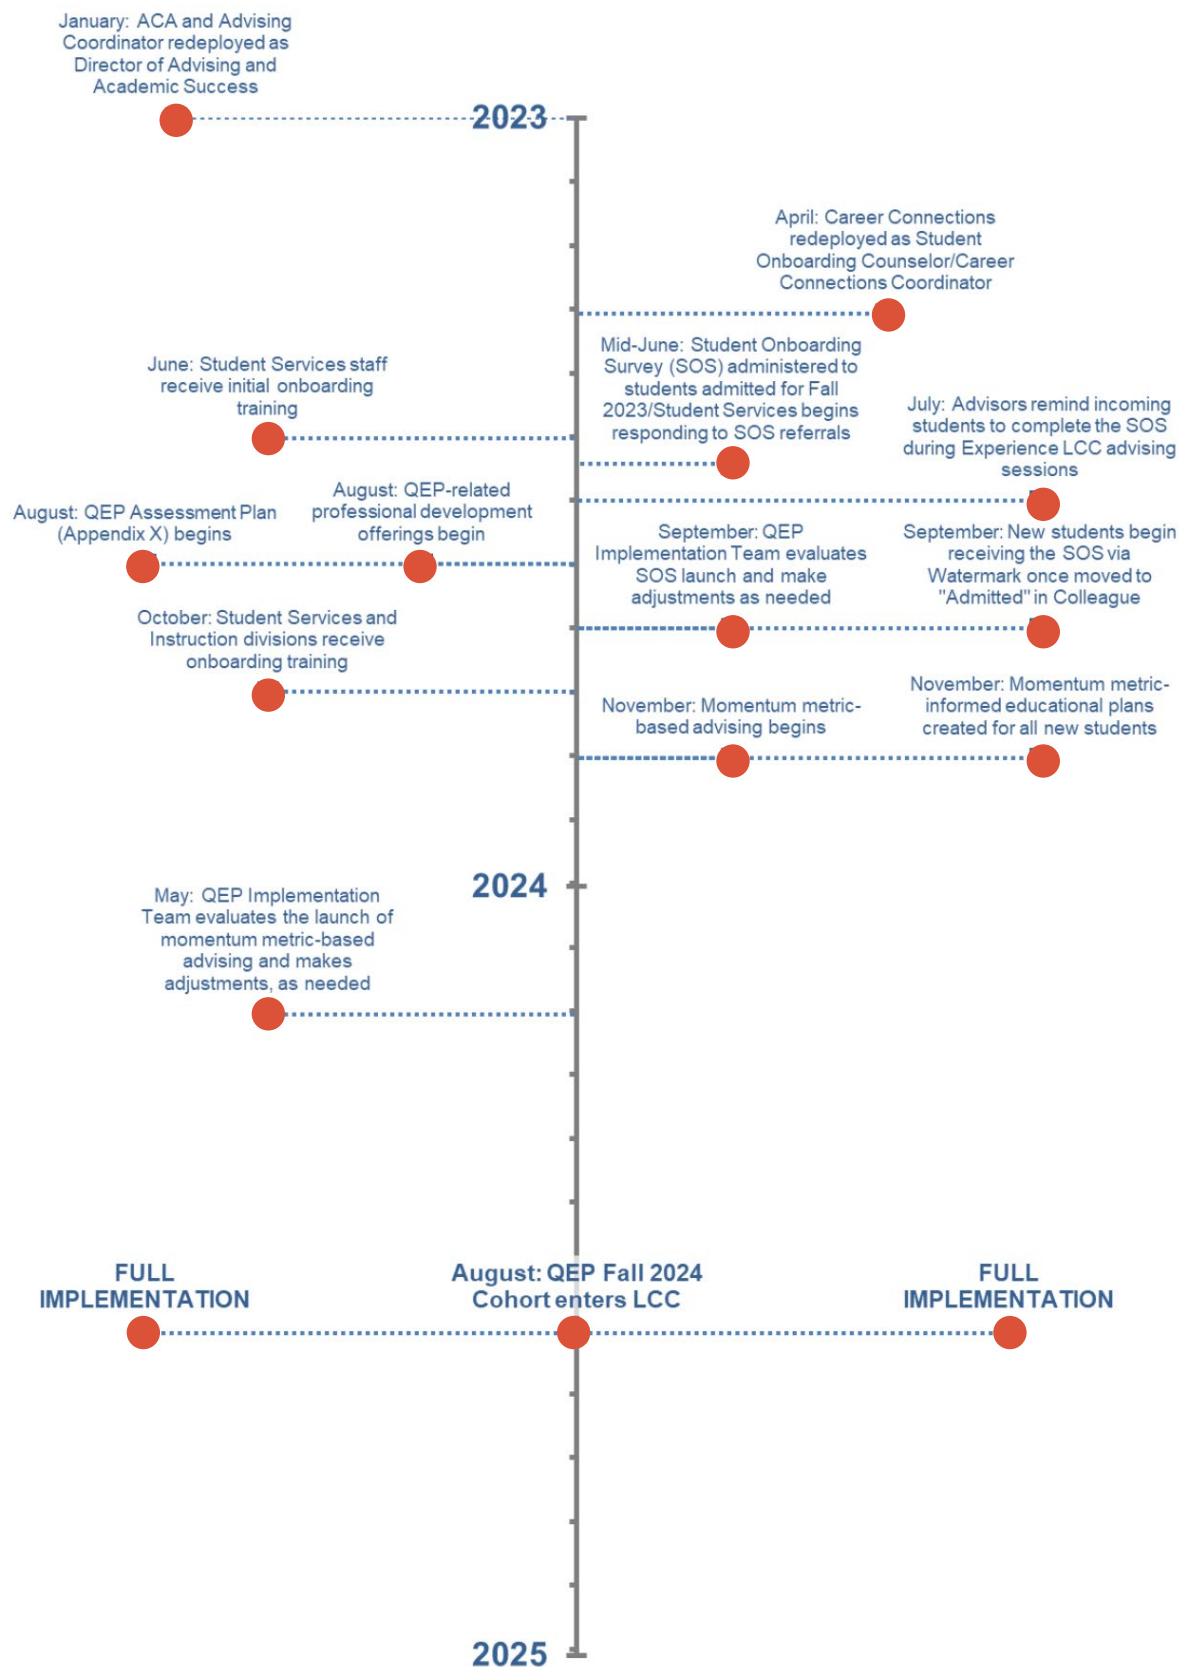 January: ACA and Advising
Coordinator redeployed as
Director of Advising and
Academic Success
2023
April: Career Connections
redeployed as Student
Onboarding Counselor/Career
Connections Coordinator
June: Student Services staff
receive initial onboarding
training
Mid-June: Student Onboarding
Survey (SOS) administered to
students admitted for Fall
2023/Student Services begins
responding to SOS referrals
July: Advisors remind incoming
students to complete the SOS
during Experience LCC advising
sessions
August: QEP Assessment Plan
(Appendix X) begins
August: QEP-related
professional development
offerings begin
September: QEP
Implementation Team evaluates
SOS launch and make
adjustments as needed
September: New students begin
receiving the SOS via
Watermark once moved to
"Admitted" in Colleague
October: Student Services and
Instruction divisions receive
onboarding training
November: Momentum metric-
based advising begins
November: Momentum metric-
informed educational plans
created for all new students
2024
May: QEP Implementation
Team evaluates the launch of
momentum metric-based
advising and makes
adjustments, as needed
FULL
IMPLEMENTATION
August: QEP Fall 2024
Cohort enters LCC
FULL
IMPLEMENTATION
2025